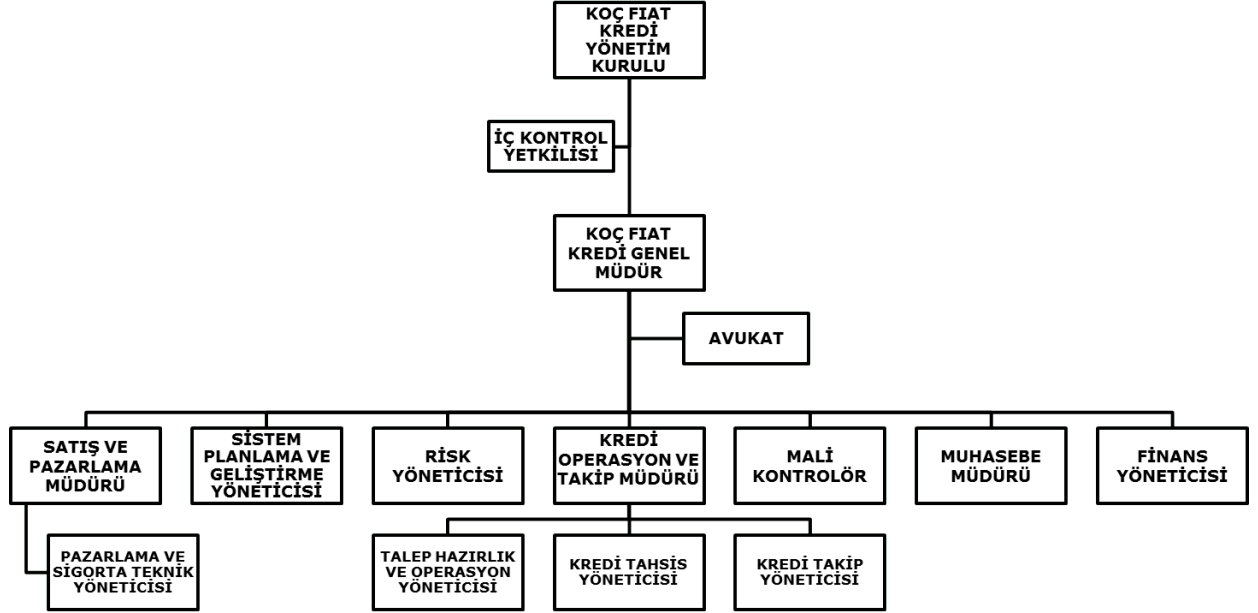 KOÇ FIAT
KREDİ
YÖNETİM
KURULU
İÇ KONTROL
YETKİLİSİ
KOÇ FIAT
KREDİ GENEL
MÜDÜR
AVUKAT
SATIŞ VE
PAZARLAMA
MÜDÜRÜ
SİSTEM
PLANLAMA VE
GELİŞTİRME
YÖNETİCİSİ
RİSK
YÖNETİCİSİ
KREDİ
OPERASYON VE
TAKİP MÜDÜRÜ
MALİ
KONTROLÖR
MUHASEBE
MÜDÜRÜ
FİNANS
YÖNETİCİSİ
PAZARLAMA VE
SİGORTA TEKNİK
YÖNETİCİSİ
TALEP HAZIRLIK
VE OPERASYON
YÖNETİCİSİ
KREDİ TAHSİS
YÖNETİCİSİ
KREDİ TAKİP
YÖNETİCİSİ